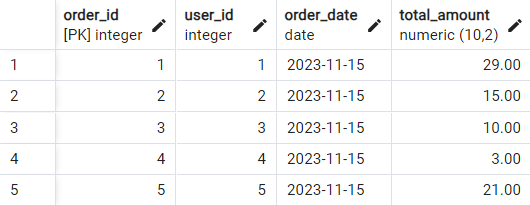 order_id user_id order_date total_amount
[PK] integer integer date numeric (10,2)
1 1 1 2023-11-15 29.00
2 2 2 2023-11-15 15.00
3 3 3 2023-11-15 10.00
4 4 4 2023-11-15 3.00
5 5 5 2023-11-15 21.00